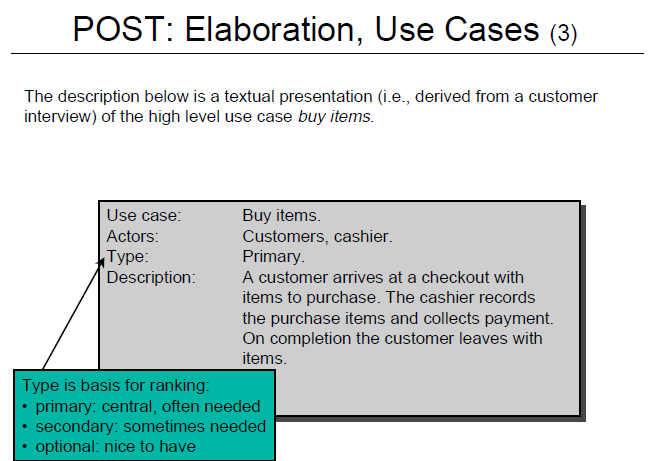 POST: Elaboration, Use Cases (3)
The description below is a textual presentation (i.e., derived from a customer
interview) of the high level use case buy items.
Use case: Buy items.
Actors: Customers, cashier.
Type: Primary.
Description: A customer arrives at a checkout with
items to purchase. The cashier records
the purchase items and collects payment.
On completion the customer leaves with
items.
Type is basis for ranking:
• primary: central, often needed
• secondary: sometimes needed
• optional: nice to have